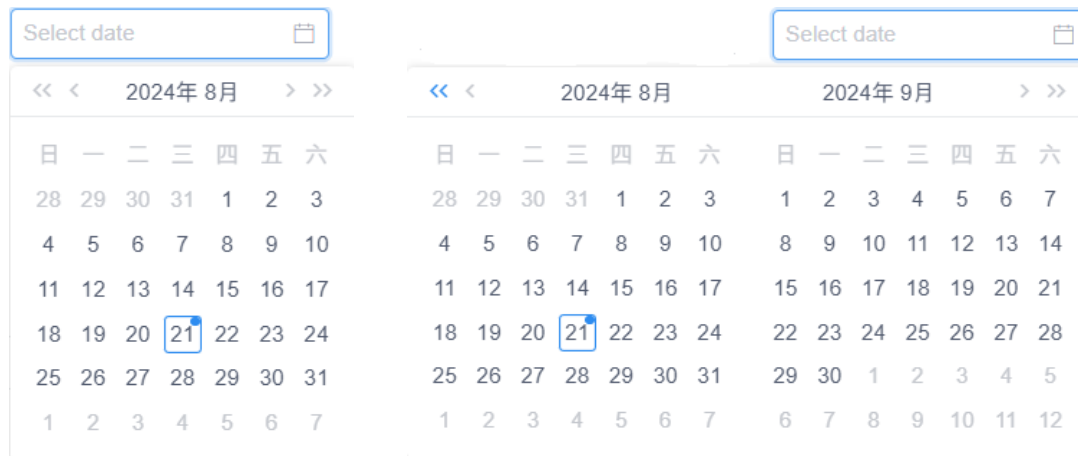 Select date
2024年 8月
日 一 二 三 四 五 六
28 29 30 31 1 2 3
4 5 6 7 8 9 10
11 12 13 14 15 16 17
18 19 20 21 22 23 24
25 26 27 28 29 30 31
1 2 3 4 5 6 7
Select date
2024年 8月
日 一 二 三 四 五 六
28 29 30 31 1 2 3
4 5 6 7 8 9 10
11 12 13 14 15 16 17
18 19 20 21 22 23 24
25 26 27 28 29 30 31
1 2 3 4 5 6 7
2024年 9月
日 一 二 三 四 五 六
1 2 3 4 5 6 7
8 9 10 11 12 13 14
15 16 17 18 19 20 21
22 23 24 25 26 27 28
29 30 1 2 3 4 5
6 7 8 9 10 11 12